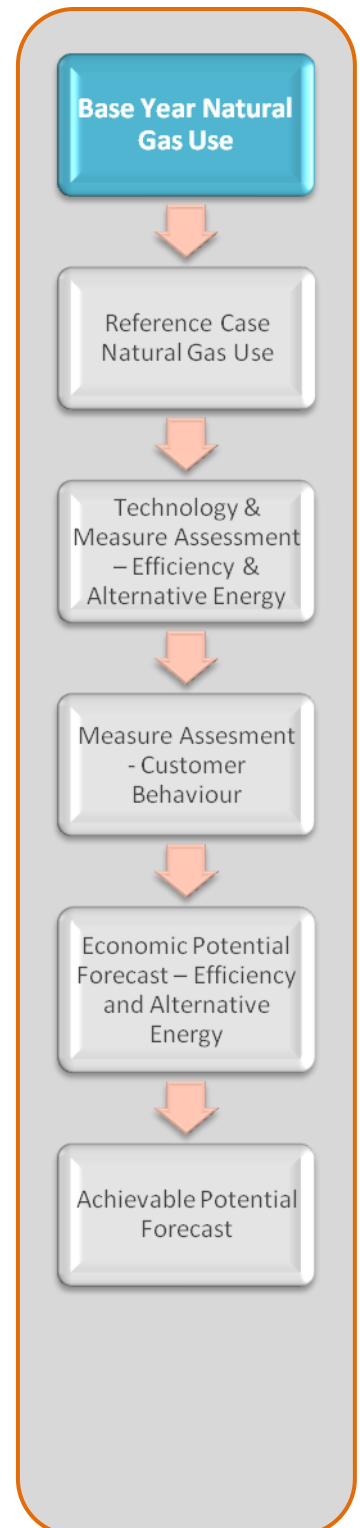 Base Year Natural
Gas Use
Reference Case
Natural Gas Use
Technology &
Measure Assessment
– Efficiency &
Alternative Energy
Measure Assesment
- Customer
Behaviour
Economic Potential
Forecast – Efficiency
and Alternative
Energy
Achievable Potential
Forecast